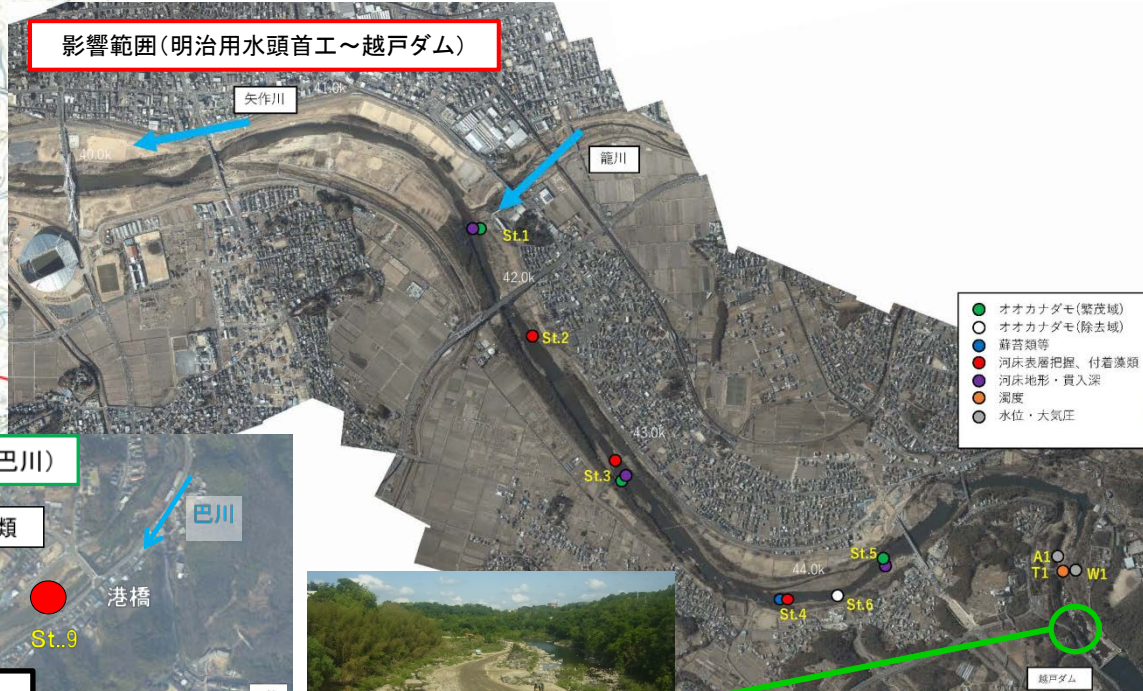 影響範囲(明治用水頭首工～越戸ダム)
矢作川
41.0k
40.0k
籠川
St.1
42.0k
St.2
オオカナダモ(繁茂域)
オオカナダモ(除去域)
蘚苔類等
河床表層把握、付着藻類
河床地形・貫入深
濁度
水位・大気圧
43.0k
St.3
St.5
44.0k
St.4
St.6
A1
T1
W1
越戸ダム
巴川)
類
巴川
港橋
St..9